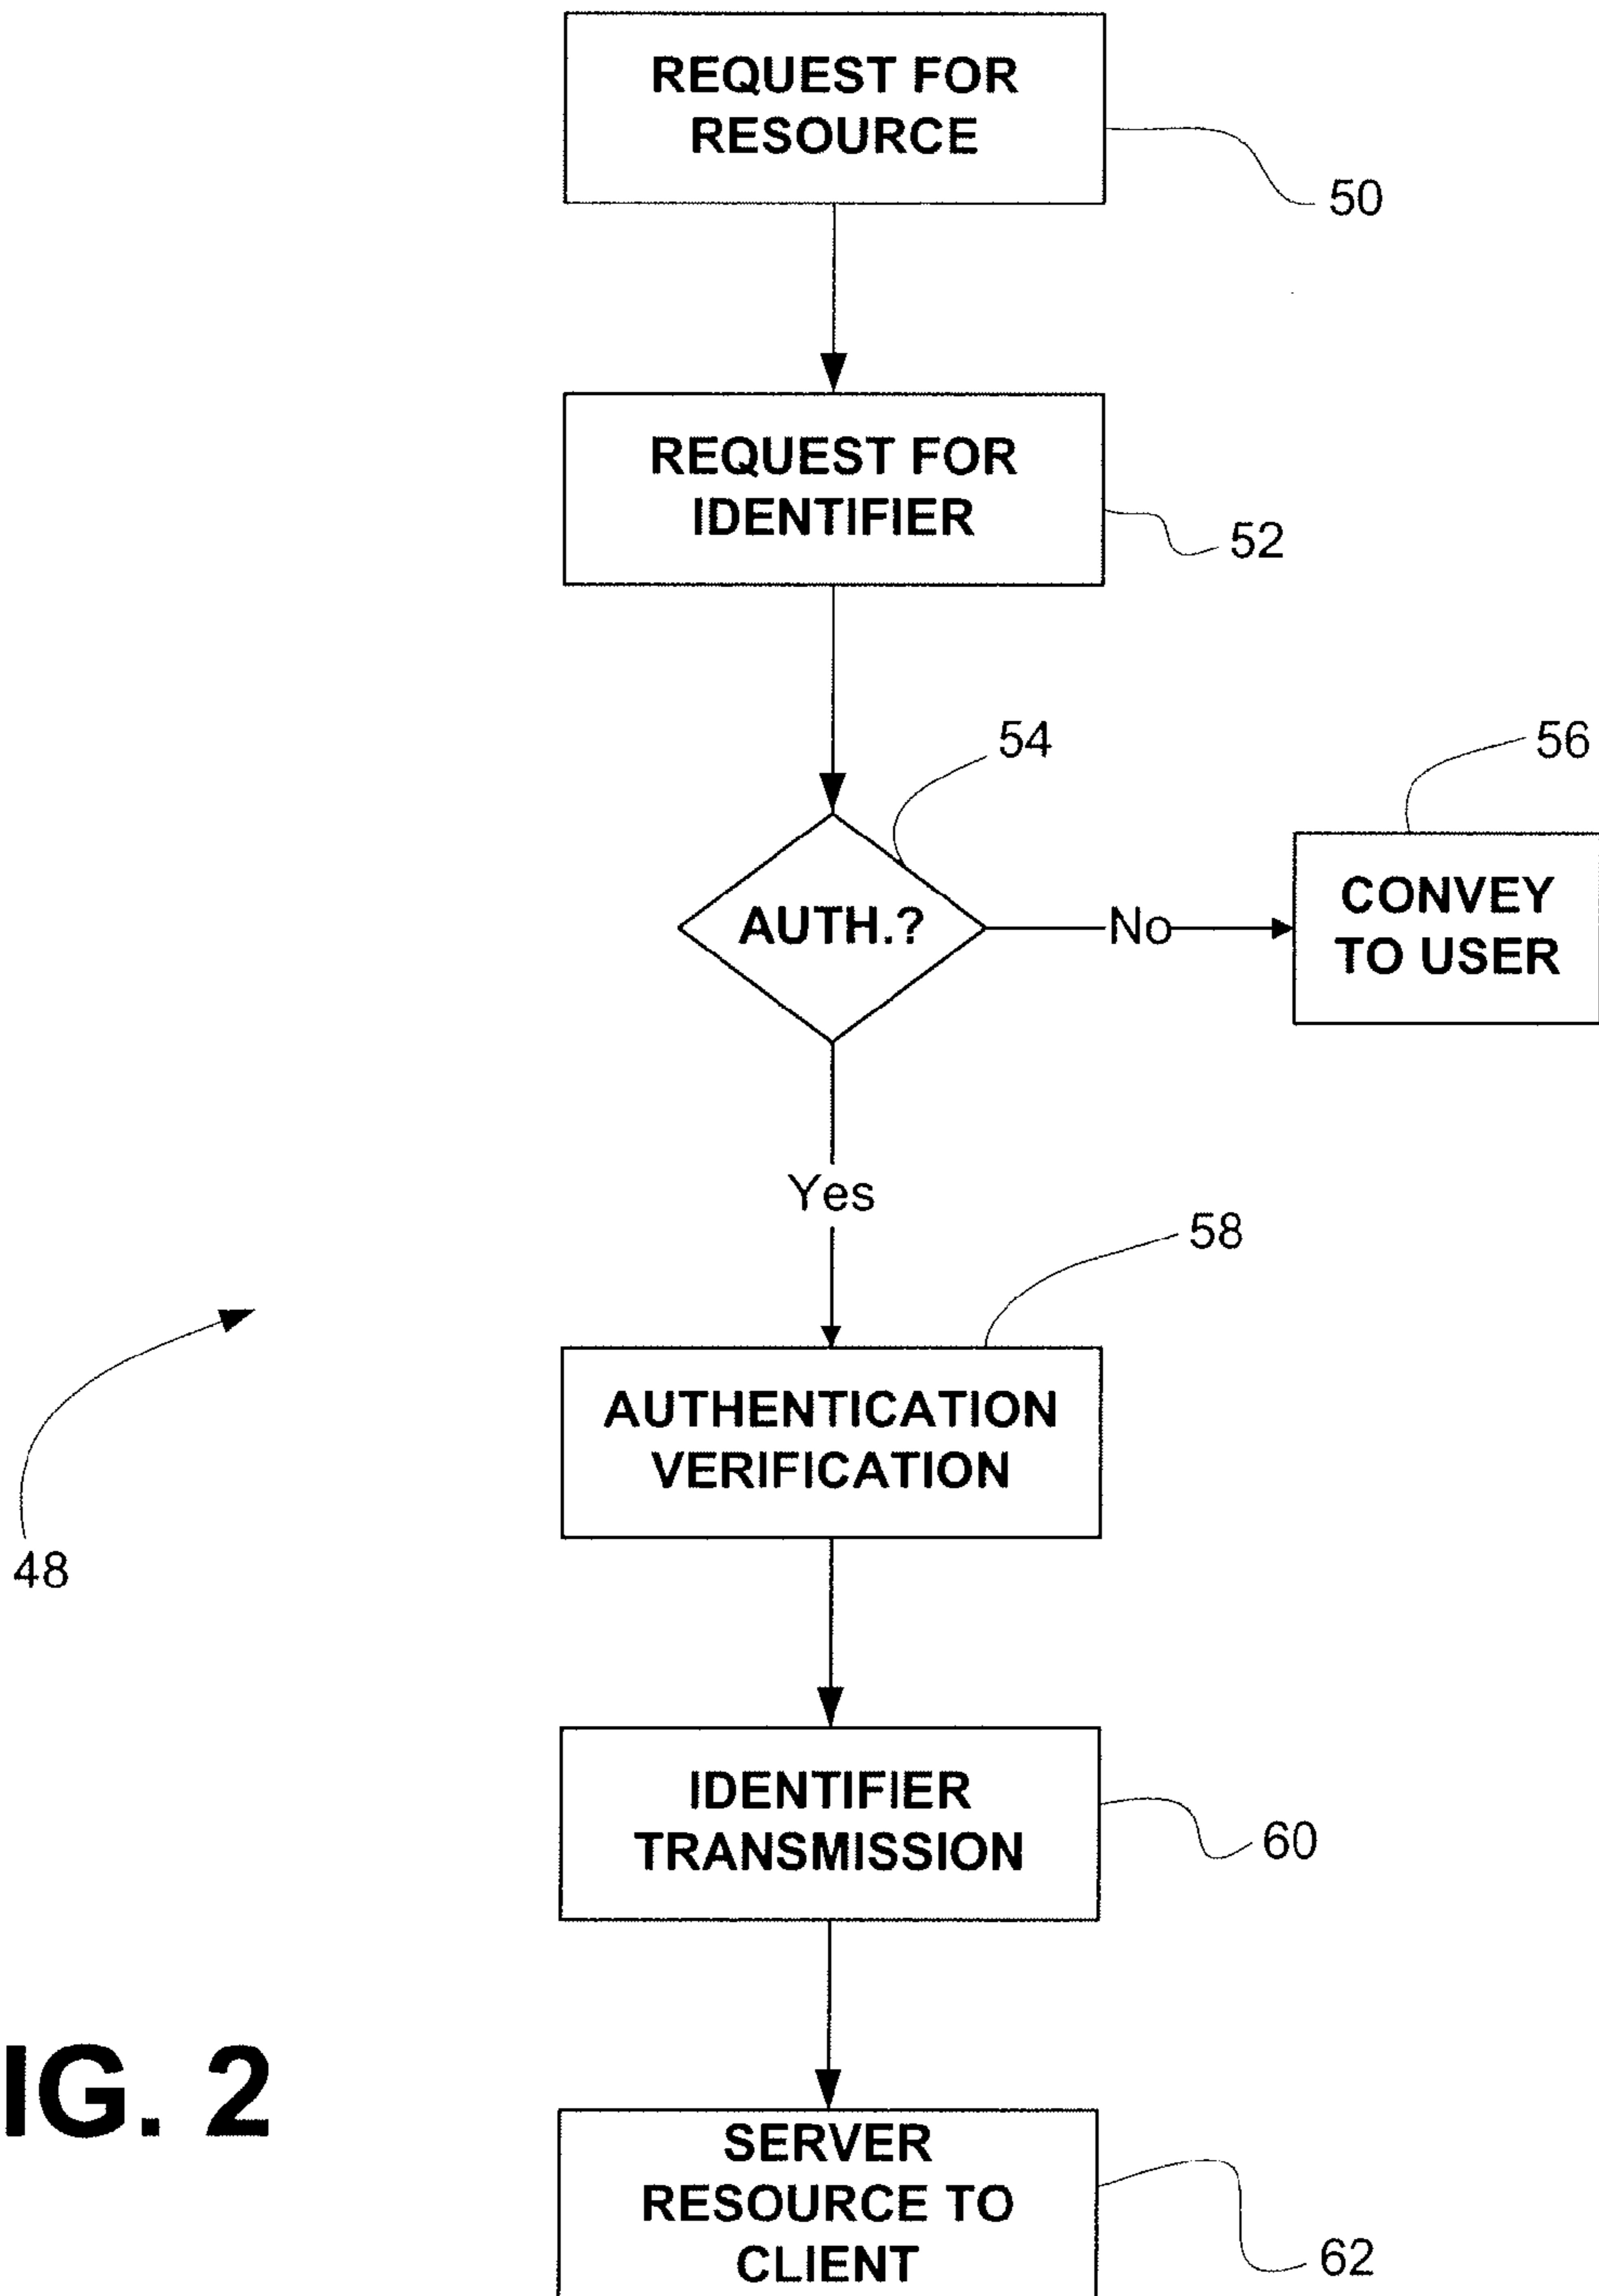 REQUEST FOR
RESOURCE
50
REQUEST FOR
IDENTIFIER
52
54
56
AUTH.?
No
CONVEY
TO USER
Yes
58
AUTHENTICATION
VERIFICATION
48
IDENTIFIER
TRANSMISSION
60
IG. 2
SERVER
RESOURCE TO
CLIENT
62